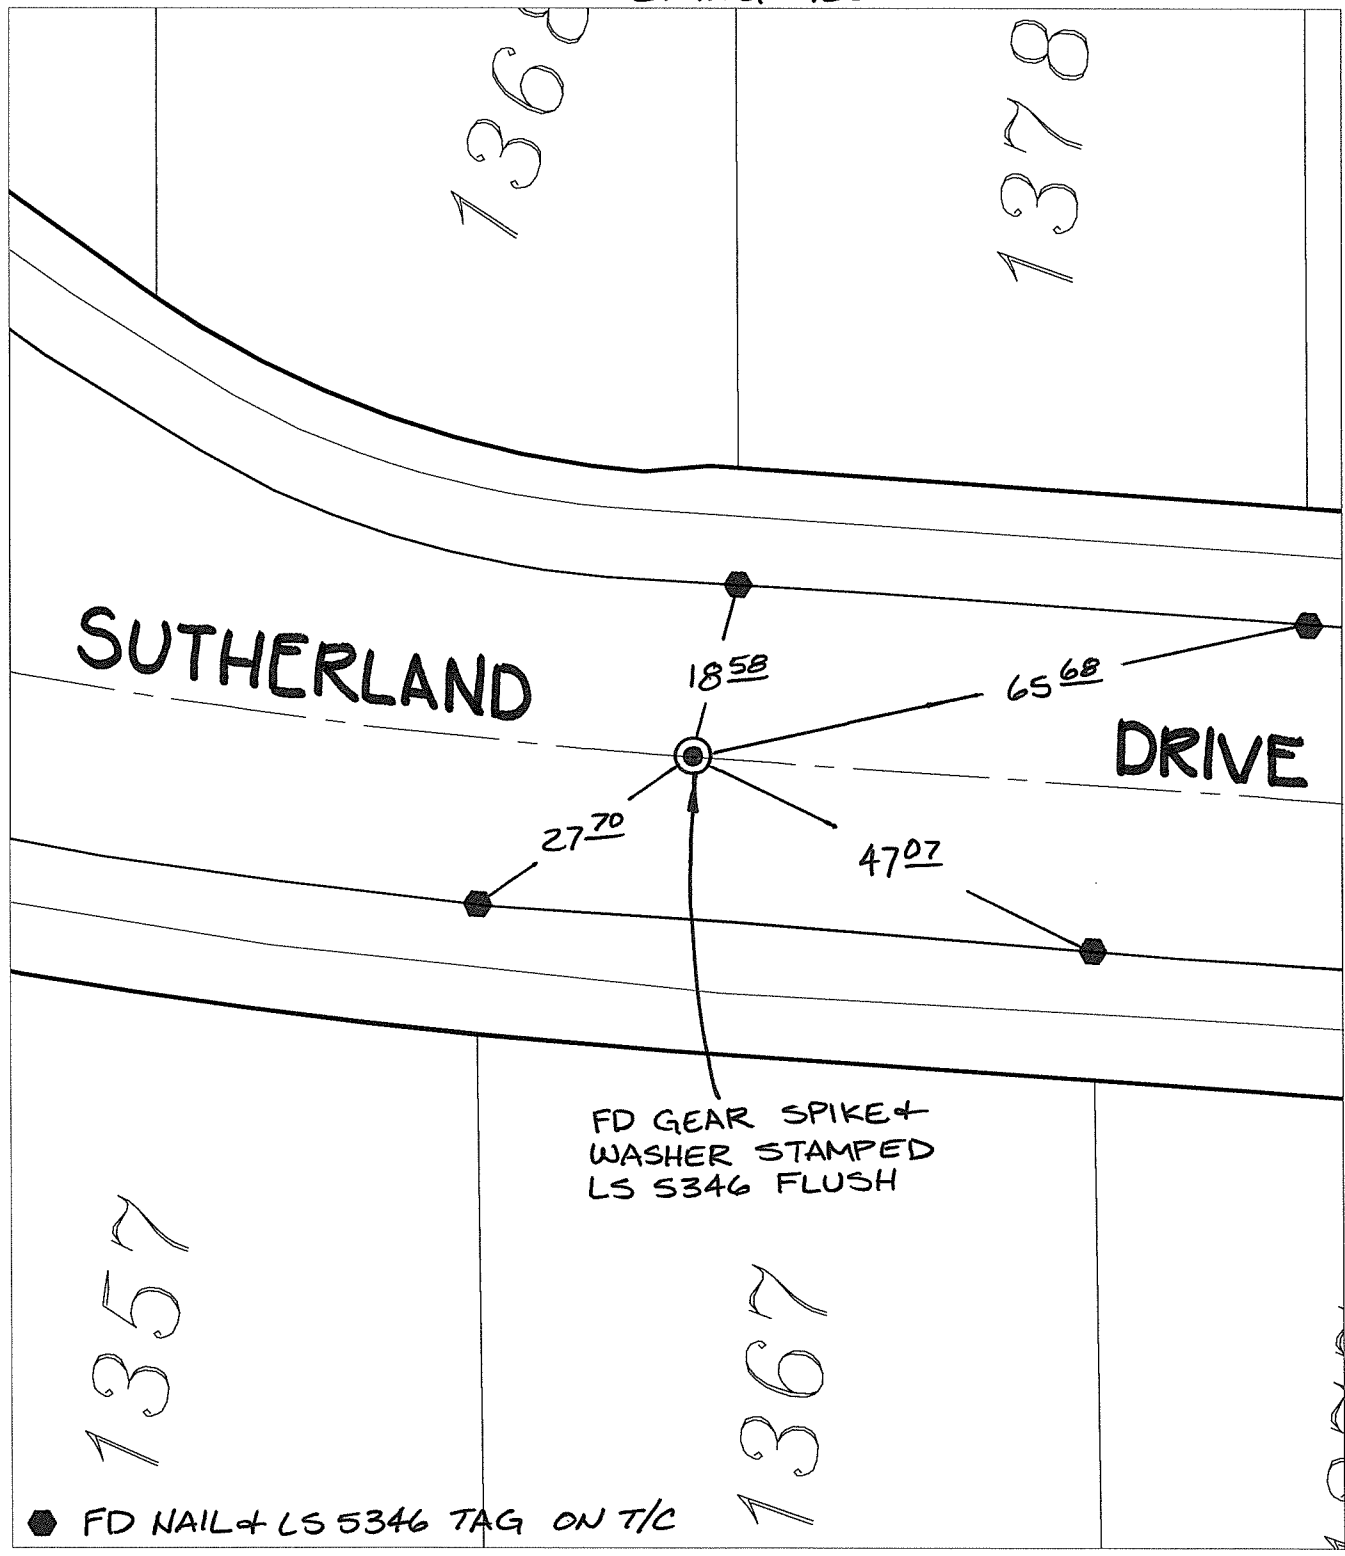 1378
SUTHERLAND
18 58
65 68
DRIVE
27 70
47 07
FD GEAR SPIKE &
WASHER STAMPED
LS 5346 FLUSH
1357
1367
FD NAIL & LS 5346 TAG ON T/C